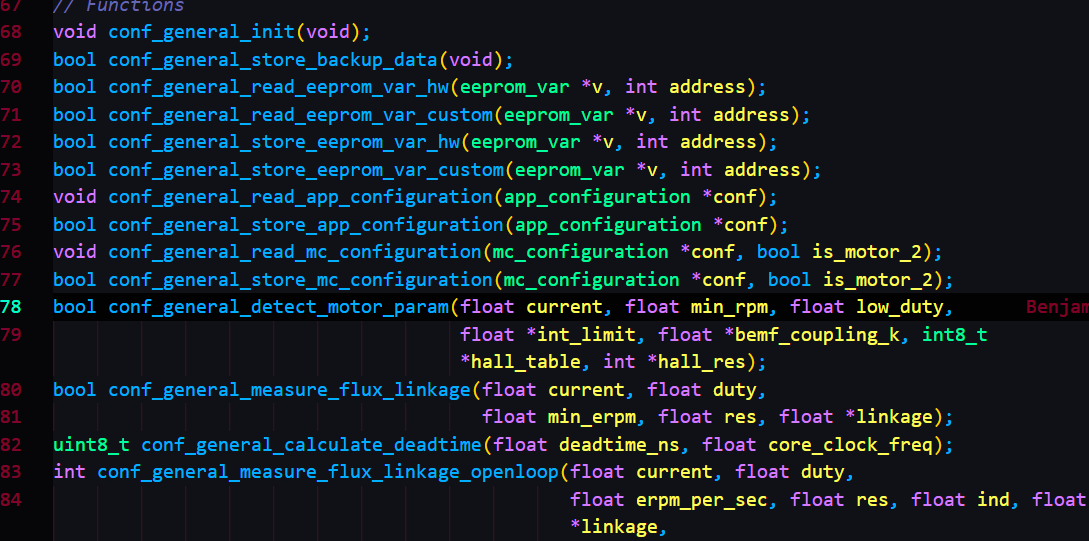 67 // Functions
68 void conf_general_init(void);
69 bool conf_general_store_backup_data(void);
70 bool conf_general_read_eeprom_var_hw(eeprom_var *v, int address);
71 bool conf_general_read_eeprom_var_custom(eeprom_var *v, int address);
72 bool conf_general_store_eeprom_var_hw(eeprom_var *v, int address);
73 bool conf_general_store_eeprom_var_custom(eeprom_var *v, int address);
74 void conf_general_read_app_configuration(app_configuration *conf);
75 bool conf_general_store_app_configuration(app_configuration *conf);
76 void conf_general_read_mc_configuration(mc_configuration *conf, bool is_motor_2);
77 bool conf_general_store_mc_configuration(mc_configuration *conf, bool is_motor_2);
78 bool conf_general_detect_motor_param(float current, float min_rpm, float low_duty, Benjam
79 float *int_limit, float *bemf_coupling_k, int8_t
*hall_table, int *hall_res);
80 bool conf_general_measure_flux_linkage(float current, float duty,
81 float min_erpm, float res, float *linkage);
82 uint8_t conf_general_calculate_deadtime(float deadtime_ns, float core_clock_freq);
83 int conf_general_measure_flux_linkage_openloop(float current, float duty,
84 float erpm_per_sec, float res, float ind, float
*linkage,